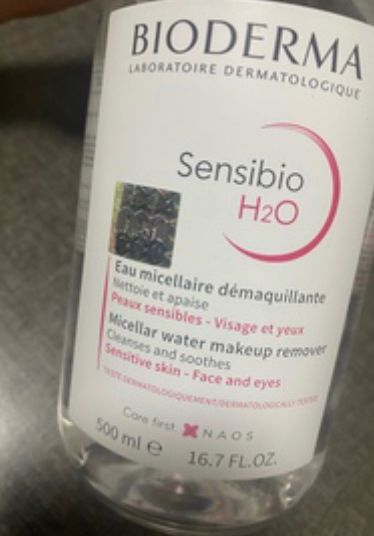 BIODERMA
LABORATOIRE DERMATOLOGIQUE
Sensibio
H2O
Eau micellaire démaquillante
Nettoie et apaise
Peaux sensibles - Visage et yeux
Micellar water makeup remover
Cleanses and soothes
Sensitive skin - Face and eyes
TESTÉ DERMATOLOGIQUEMENT/DERMATOLOGICALLY TESTED
Care first. NAOS
500 ml ℮ 16.7 FL.OZ.